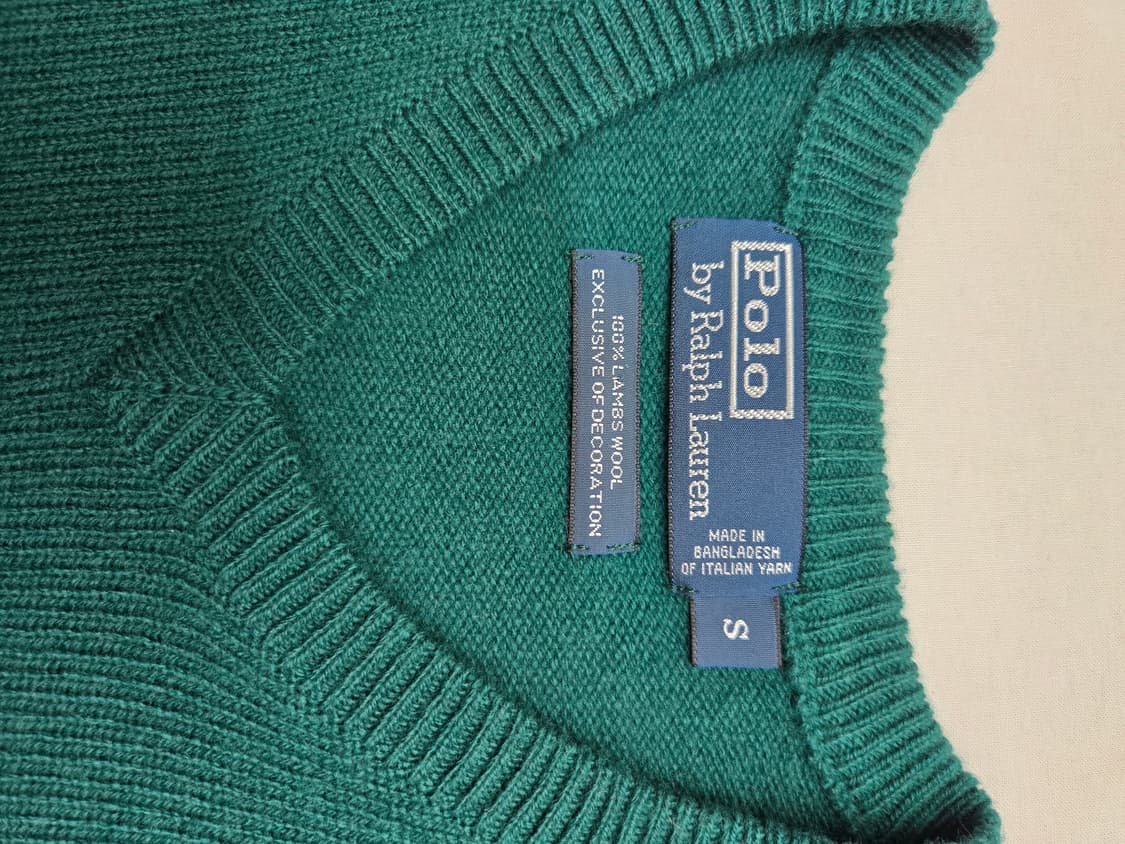 Polo
by Ralph Lauren
MADE IN
BANGLADESH
OF ITALIAN YARN
S
100% LAMBS WOOL
EXCLUSIVE OF DECORATION